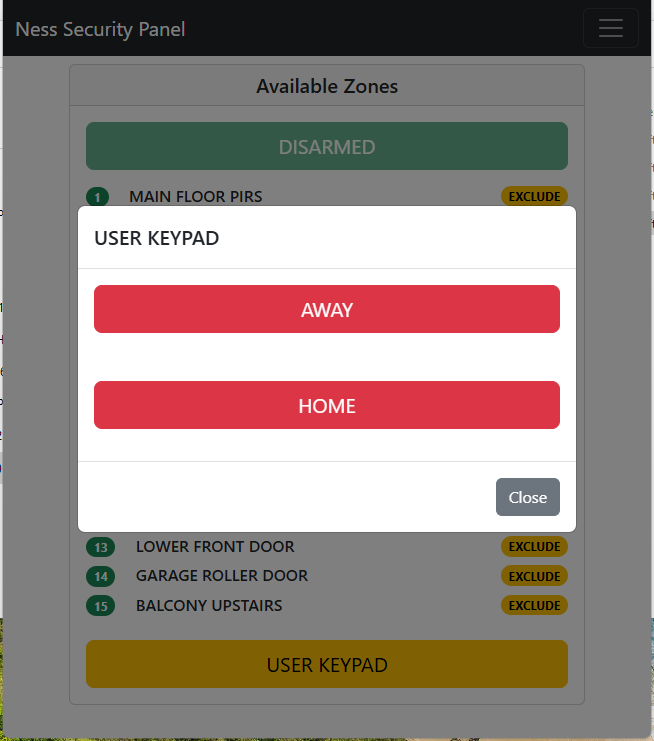 Ness Security Panel
Available Zones
DISARMED
1 MAIN FLOOR PIRS EXCLUDE
USER KEYPAD
AWAY
HOME
Close
13 LOWER FRONT DOOR EXCLUDE
14 GARAGE ROLLER DOOR EXCLUDE
15 BALCONY UPSTAIRS EXCLUDE
USER KEYPAD